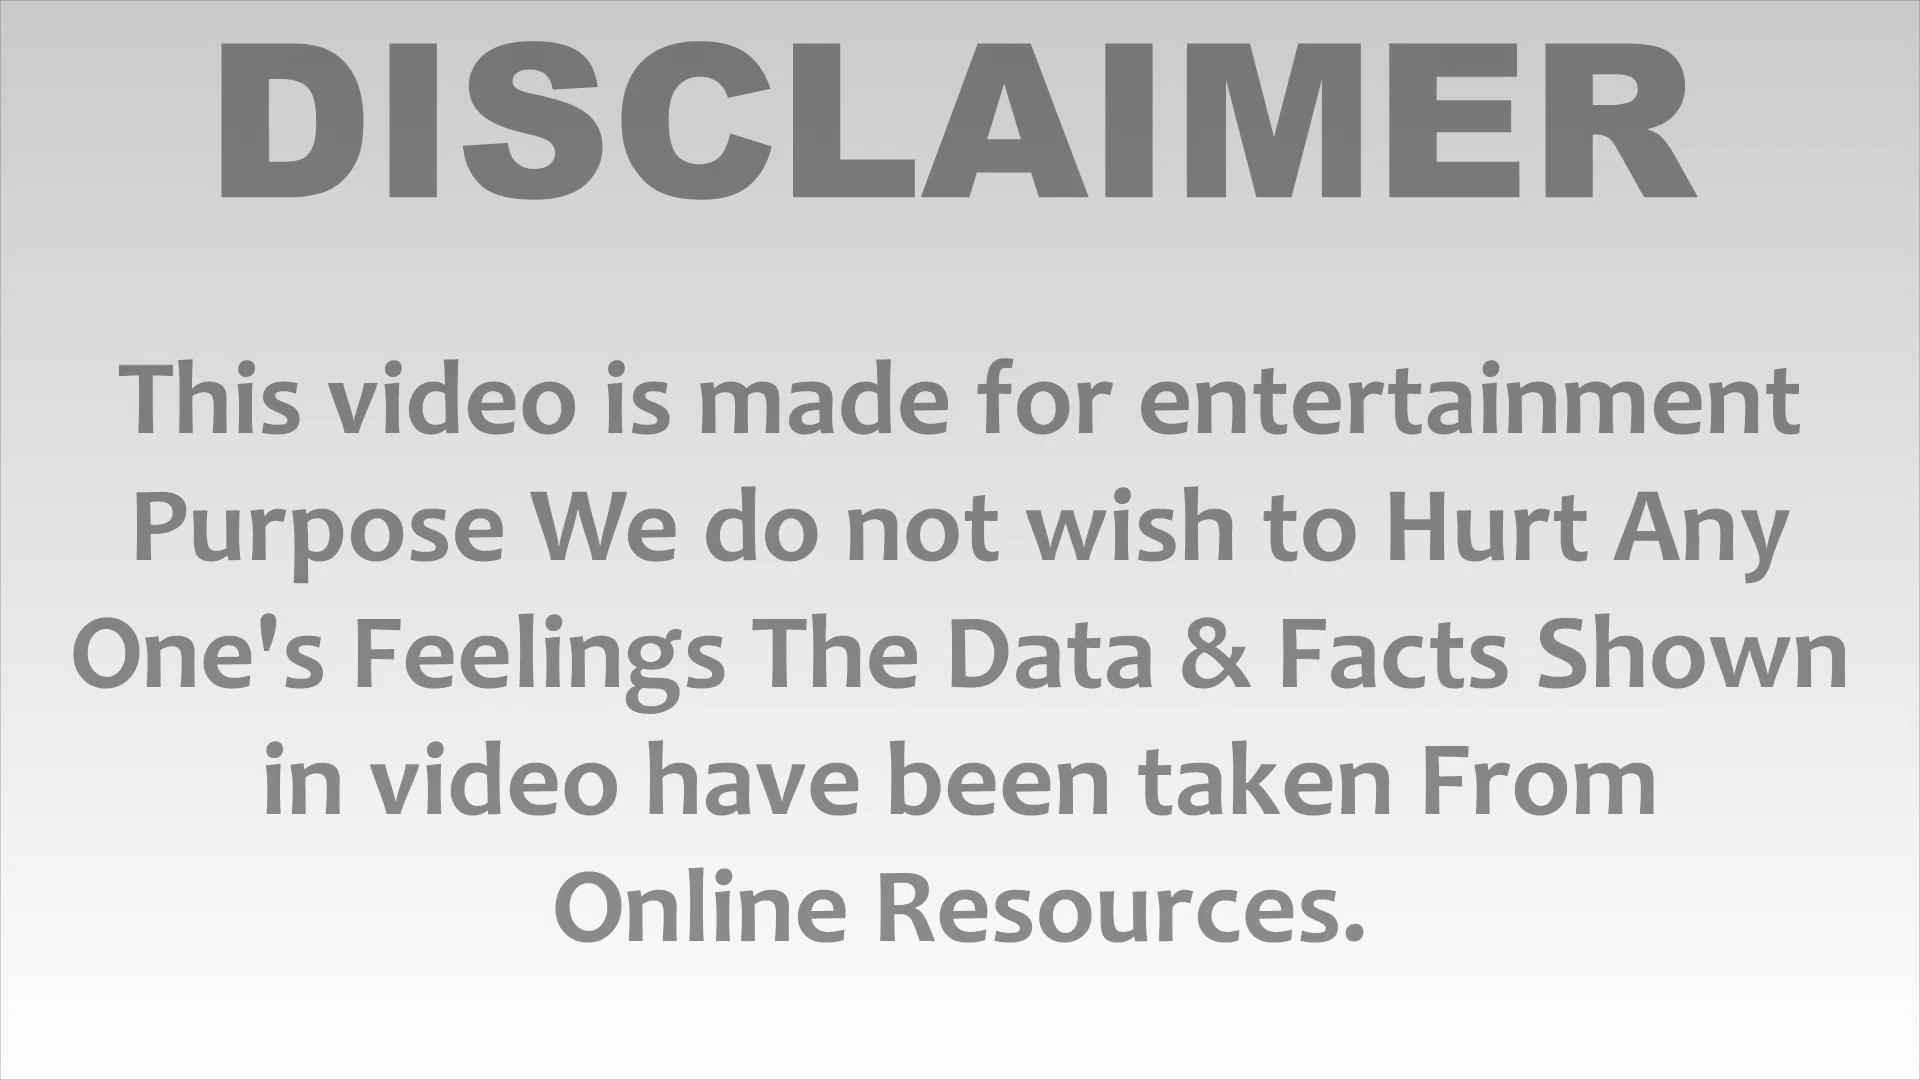 DISCLAIMER
This video is made for entertainment
Purpose We do not wish to Hurt Any
One's Feelings The Data & Facts Shown
in video have been taken From
Online Resources.